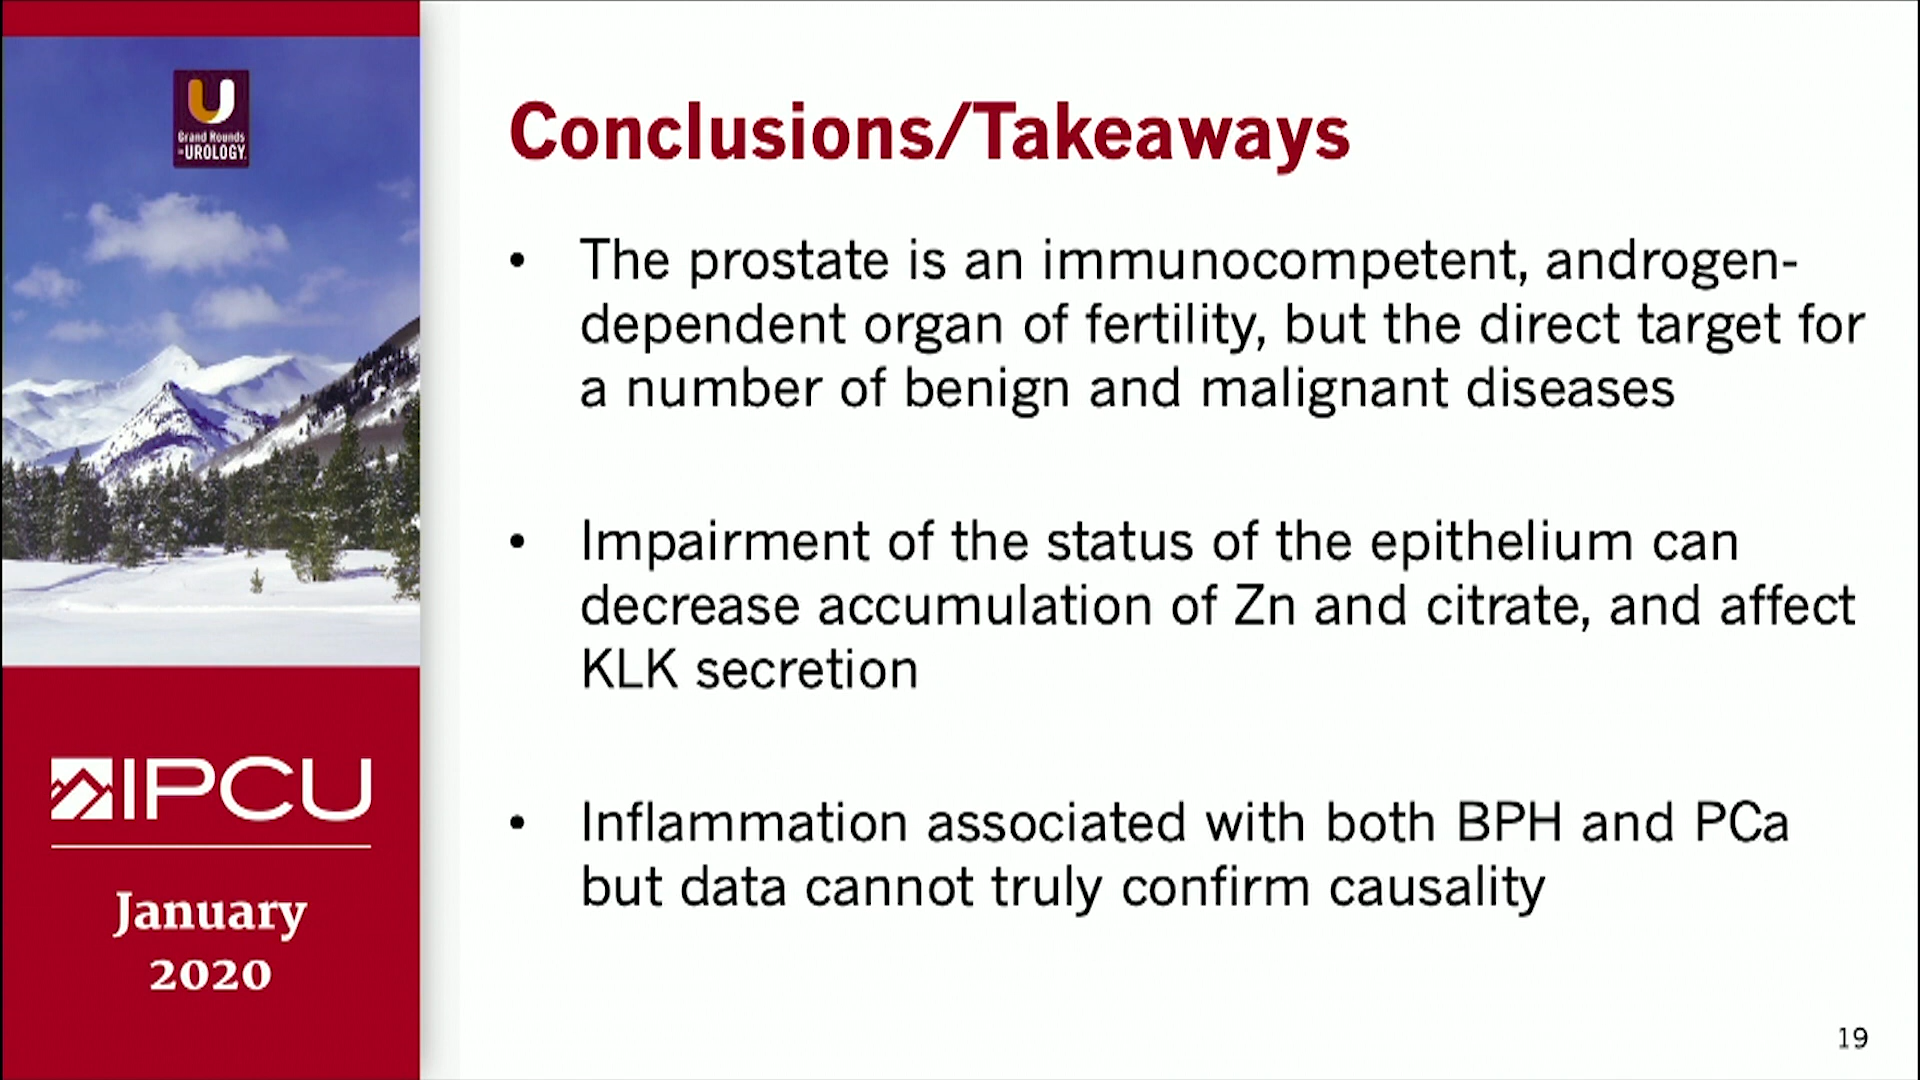 U
Grand Rounds
in UROLOGY
IPCU
January
2020
Conclusions/Takeaways
• The prostate is an immunocompetent, androgen-
dependent organ of fertility, but the direct target for
a number of benign and malignant diseases
• Impairment of the status of the epithelium can
decrease accumulation of Zn and citrate, and affect
KLK secretion
• Inflammation associated with both BPH and PCa
but data cannot truly confirm causality
19